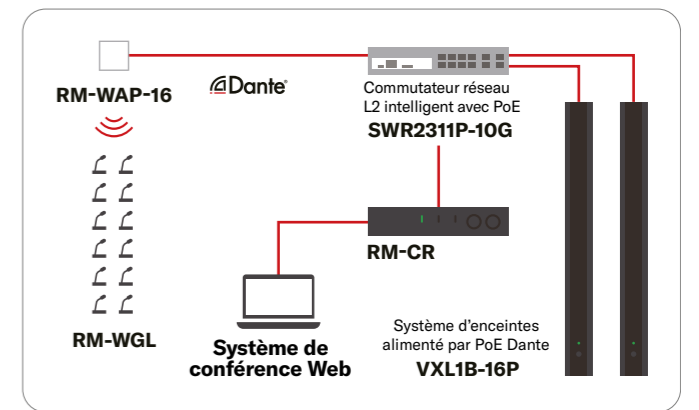 RM-WAP-16
Dante
Commutateur réseau
L2 intelligent avec PoE
SWR2311P-10G
RM-CR
RM-WGL
Système de
conférence Web
Système d'enceintes
alimenté par PoE Dante
VXL1B-16P